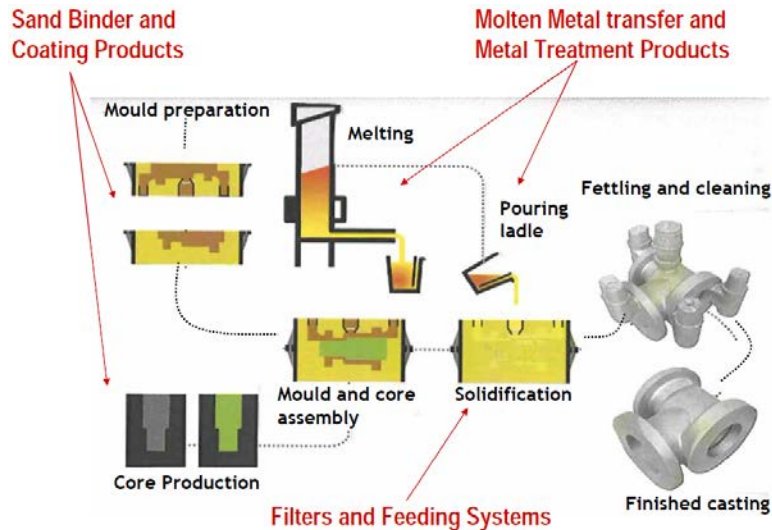 Sand Binder and
Coating Products
Molten Metal transfer and
Metal Treatment Products
Mould preparation
Melting
Pouring
ladle
Fettling and cleaning
Mould and core
assembly
Solidification
Core Production
Finished casting
Filters and Feeding Systems